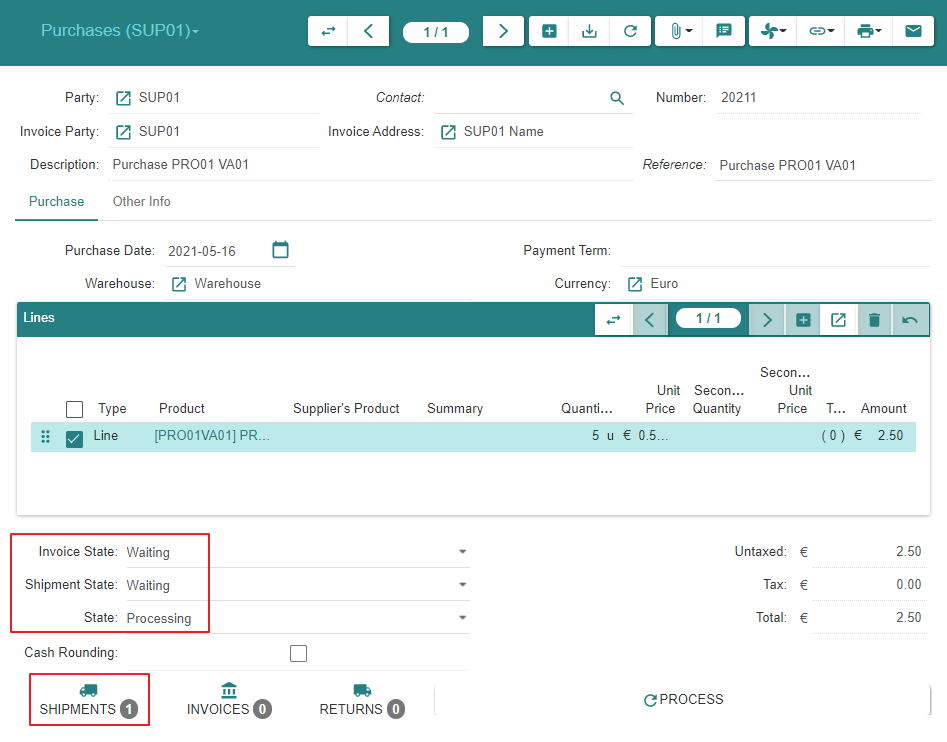 Purchases (SUP01)
1 / 1
Party: SUP01 Contact: Number: 20211
Invoice Party: SUP01 Invoice Address: SUP01 Name
Description: Purchase PRO01 VA01 Reference: Purchase PRO01 VA01
Purchase Other Info
Purchase Date: 2021-05-16 Payment Term:
Warehouse: Warehouse Currency: Euro
Lines 1 / 1
Type Product Supplier's Product Summary Quanti... Unit Price Secon... Quantity Secon... Unit Price T... Amount
Line [PRO01VA01] PR... 5 u € 0.5... ( 0 ) € 2.50
Invoice State: Waiting Untaxed: € 2.50
Shipment State: Waiting Tax: € 0.00
State: Processing Total: € 2.50
Cash Rounding:
SHIPMENTS 1 INVOICES 0 RETURNS 0 PROCESS